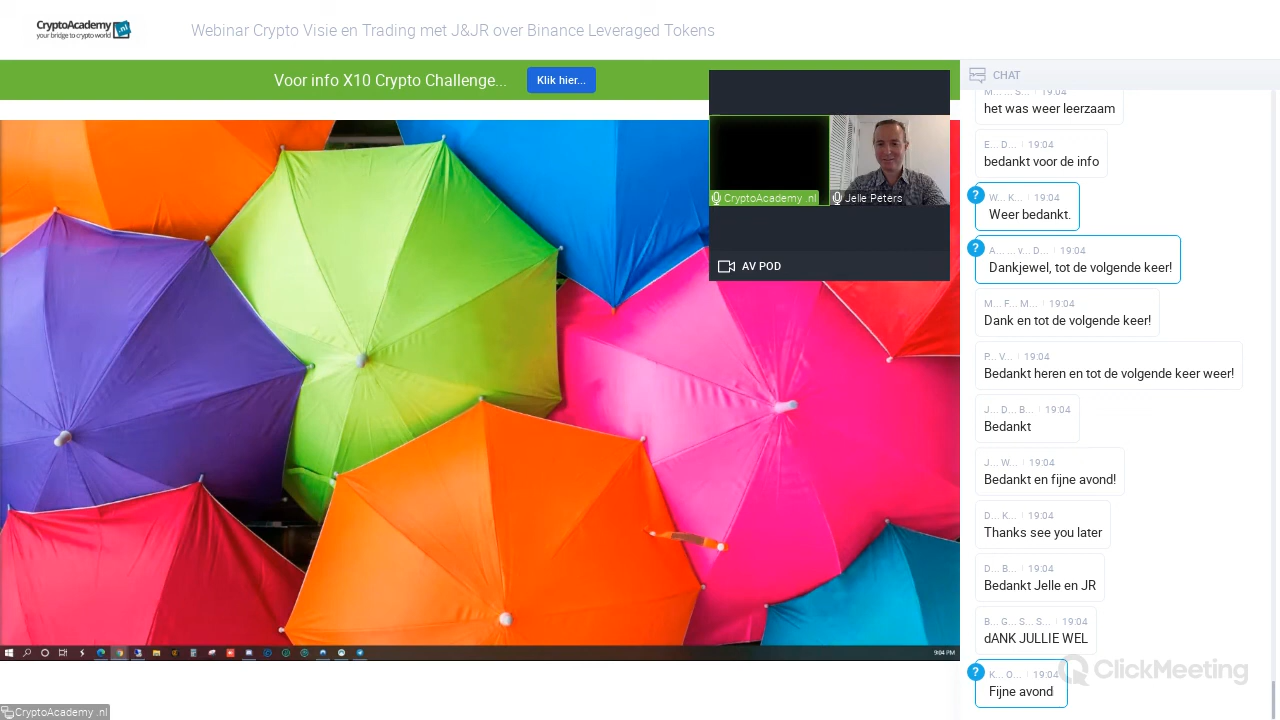 CryptoAcademy .nl
your bridge to crypto world
Webinar Crypto Visie en Trading met J&JR over Binance Leveraged Tokens
Voor info X10 Crypto Challenge...
Klik hier...
CryptoAcademy .nl
Jelle Peters
AV POD
CHAT
M... ... S... 19:04
het was weer leerzaam
E... D... 19:04
bedankt voor de info
? W... K... 19:04
Weer bedankt.
? A... ... v... D... 19:04
Dankjewel, tot de volgende keer!
M... F... M... 19:04
Dank en tot de volgende keer!
P... V... 19:04
Bedankt heren en tot de volgende keer weer!
J... D... B... 19:04
Bedankt
J... W... 19:04
Bedankt en fijne avond!
D... K... 19:04
Thanks see you later
D... B... 19:04
Bedankt Jelle en JR
B... G... S... S... 19:04
dANK JULLIE WEL
? K... O... 19:04
Fijne avond
ClickMeeting
9:04 PM
CryptoAcademy .nl